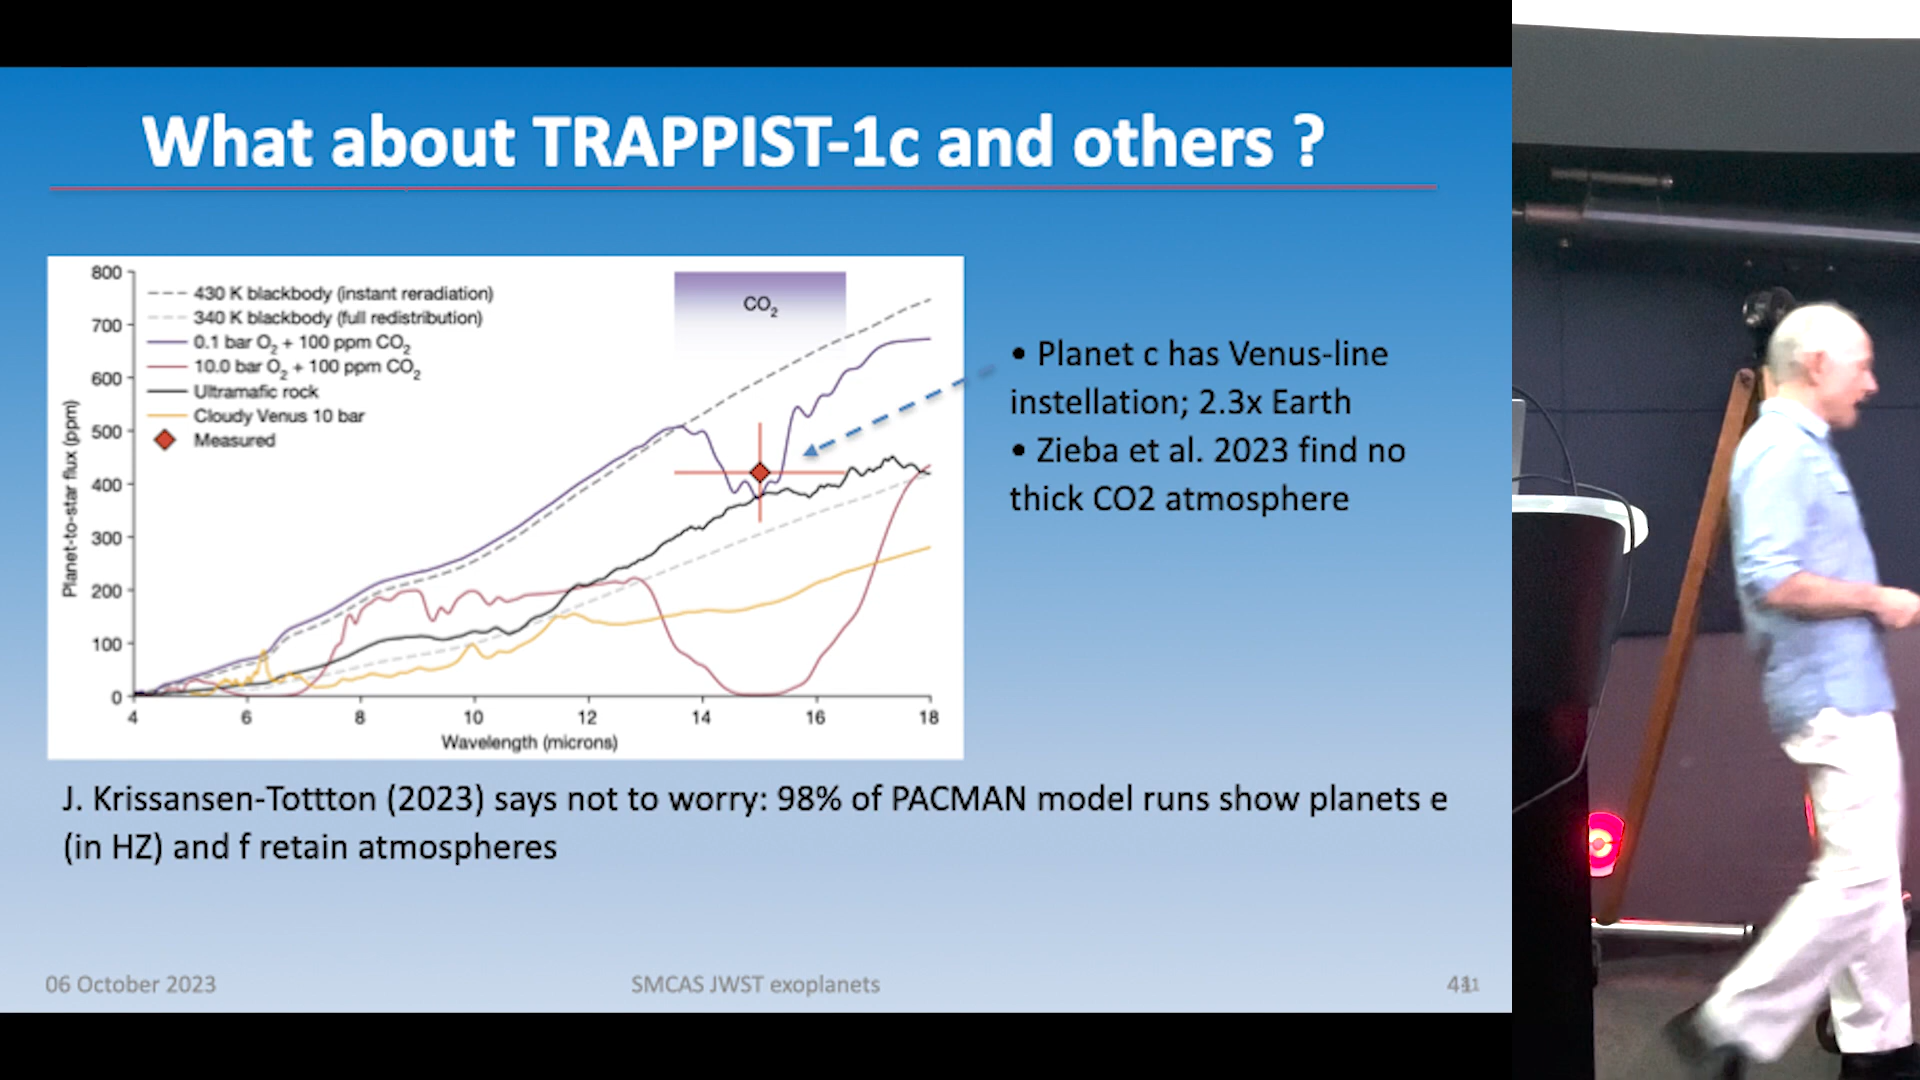 What about TRAPPIST-1c and others ?
800
700
600
500
400
300
200
100
0
Planet-to-star flux (ppm)
430 K blackbody (instant reradiation)
340 K blackbody (full redistribution)
0.1 bar O₂ + 100 ppm CO₂
10.0 bar O₂ + 100 ppm CO₂
Ultramafic rock
Cloudy Venus 10 bar
Measured
CO₂
4 6 8 10 12 14 16 18
Wavelength (microns)
• Planet c has Venus-line
instellation; 2.3x Earth
• Zieba et al. 2023 find no
thick CO2 atmosphere
J. Krissansen-Tottton (2023) says not to worry: 98% of PACMAN model runs show planets e
(in HZ) and f retain atmospheres
06 October 2023
SMCAS JWST exoplanets